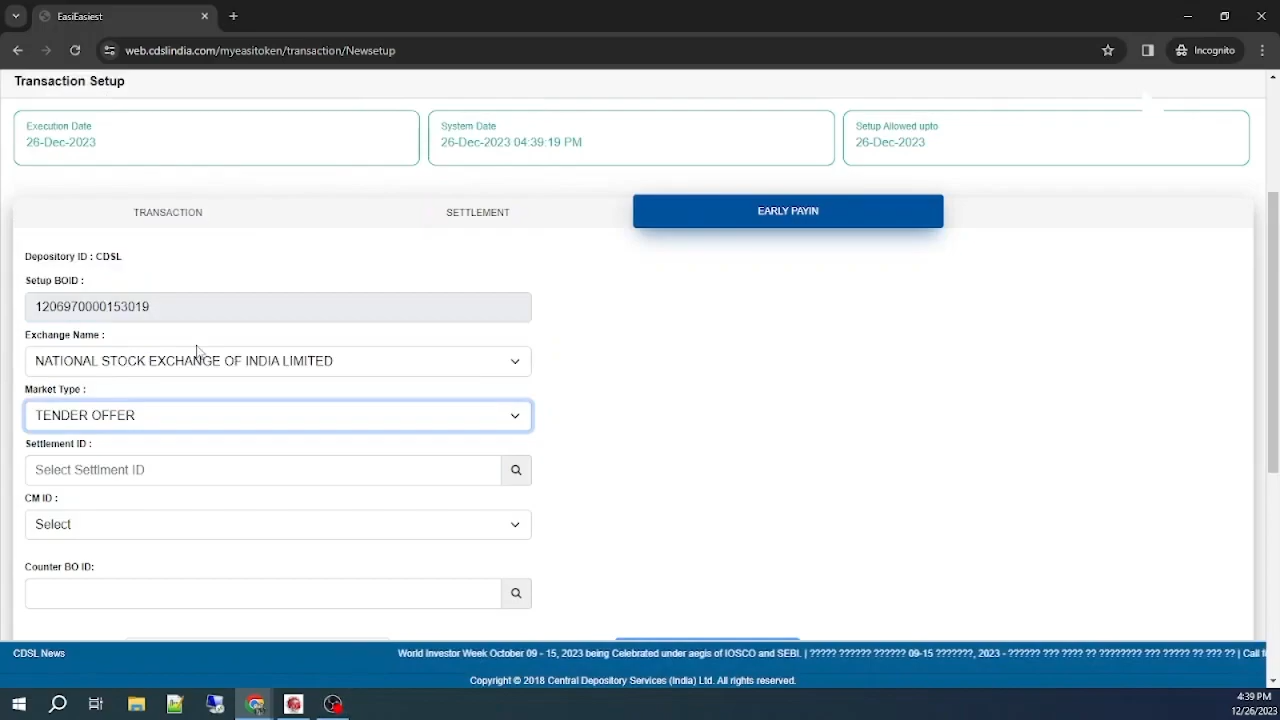 EasiEasiest
web.cdslindia.com/myeasitoken/transaction/Newsetup
Incognito
Transaction Setup
Execution Date
26-Dec-2023
System Date
26-Dec-2023 04:39:19 PM
Setup Allowed upto
26-Dec-2023
TRANSACTION
SETTLEMENT
EARLY PAYIN
Depository ID : CDSL
Setup BOID :
1206970000153019
Exchange Name :
NATIONAL STOCK EXCHANGE OF INDIA LIMITED
Market Type :
TENDER OFFER
Settlement ID :
Select Settlment ID
CM ID :
Select
Counter BO ID:
CDSL News
World Investor Week October 09 - 15, 2023 being Celebrated under aegis of IOSCO and SEBI. | ????? ?????? ?????? 09-15 ???????, 2023 - ?????? ??? ???? ?? ???????? ??? ????? ?? ??? ?? | Call f
Copyright © 2018 Central Depository Services (India) Ltd. All rights reserved.
4:39 PM
12/26/2023